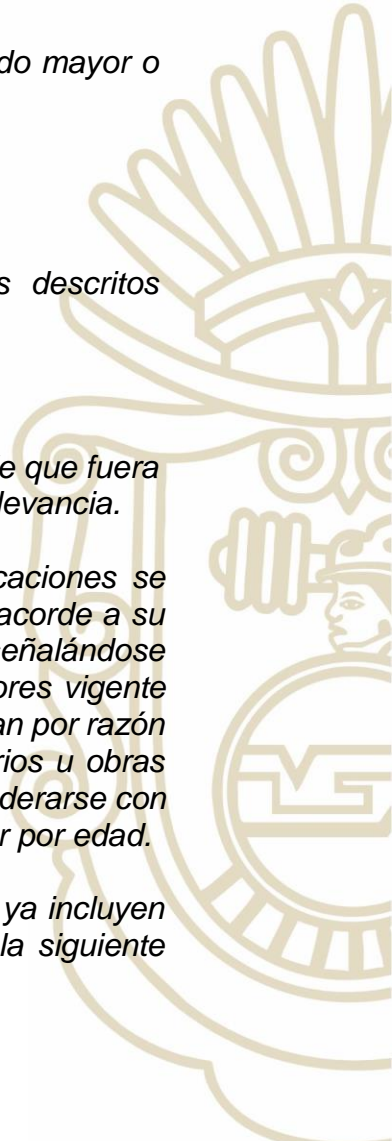 do mayor o
s descritos
e que fuera
levancia.
caciones se
acorde a su
eñalándose
ores vigente
an por razón
rios u obras
derarse con
r por edad.
ya incluyen
la siguiente